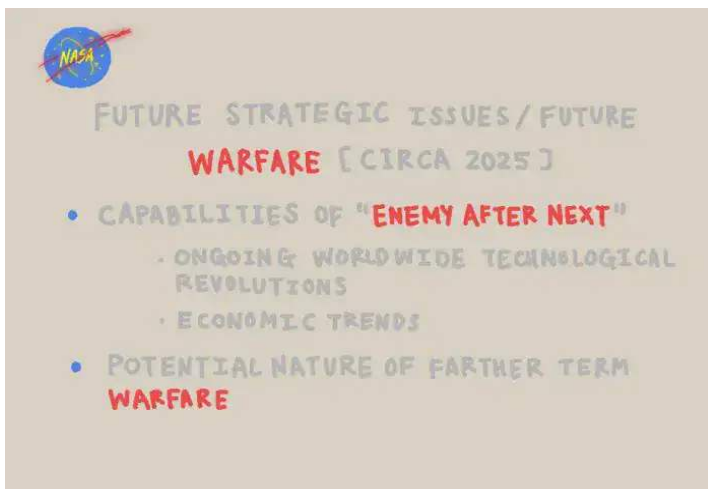 NASA
FUTURE STRATEGIC ISSUES/FUTURE
WARFARE [CIRCA 2025]
• CAPABILITIES OF "ENEMY AFTER NEXT"
· ONGOING WORLDWIDE TECHNOLOGICAL
REVOLUTIONS
· ECONOMIC TRENDS
• POTENTIAL NATURE OF FARTHER TERM
WARFARE